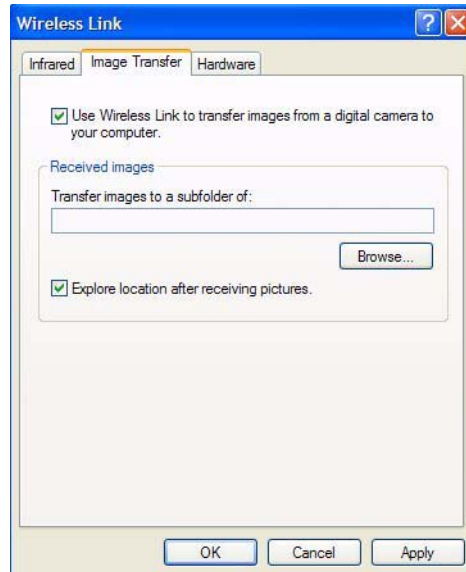 Wireless Link
Infrared Image Transfer Hardware
Use Wireless Link to transfer images from a digital camera to
your computer.
Received images
Transfer images to a subfolder of:
Browse...
Explore location after receiving pictures.
OK Cancel Apply